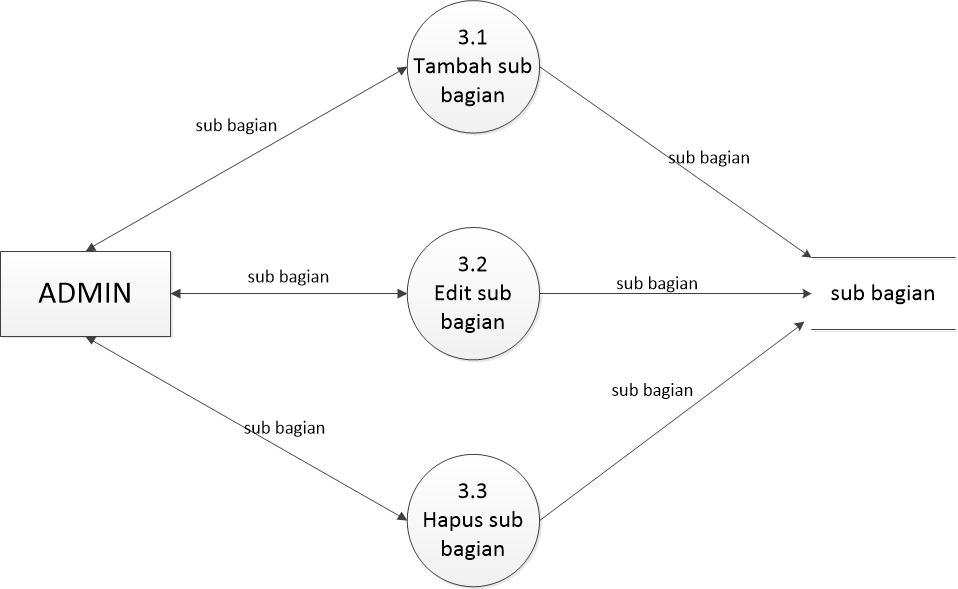 3.1
Tambah sub
bagian
sub bagian
sub bagian
3.2
Edit sub
bagian
ADMIN
sub bagian
sub bagian
sub bagian
sub bagian
sub bagian
3.3
Hapus sub
bagian